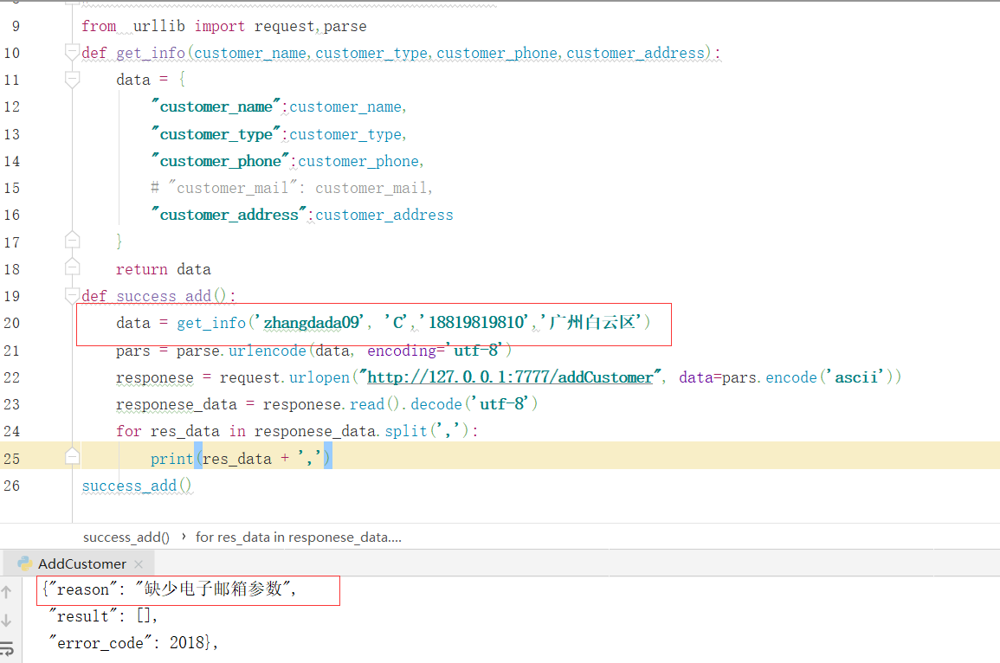 9 from  urllib import request,parse
10 def get_info(customer_name,customer_type,customer_phone,customer_address):
11 data = {
12 "customer_name":customer_name,
13 "customer_type":customer_type,
14 "customer_phone":customer_phone,
15 # "customer_mail": customer_mail,
16 "customer_address":customer_address
17 }
18 return data
19 def success_add():
20 data = get_info('zhangdada09', 'C','18819819810','广州白云区')
21 pars = parse.urlencode(data, encoding='utf-8')
22 responese = request.urlopen("http://127.0.0.1:7777/addCustomer", data=pars.encode('ascii'))
23 responese_data = responese.read().decode('utf-8')
24 for res_data in responese_data.split(','):
25 print(res_data + ',')
26 success_add()
success_add() › for res_data in responese_data....
AddCustomer ×
{"reason": "缺少电子邮箱参数",
"result": [],
"error_code": 2018},